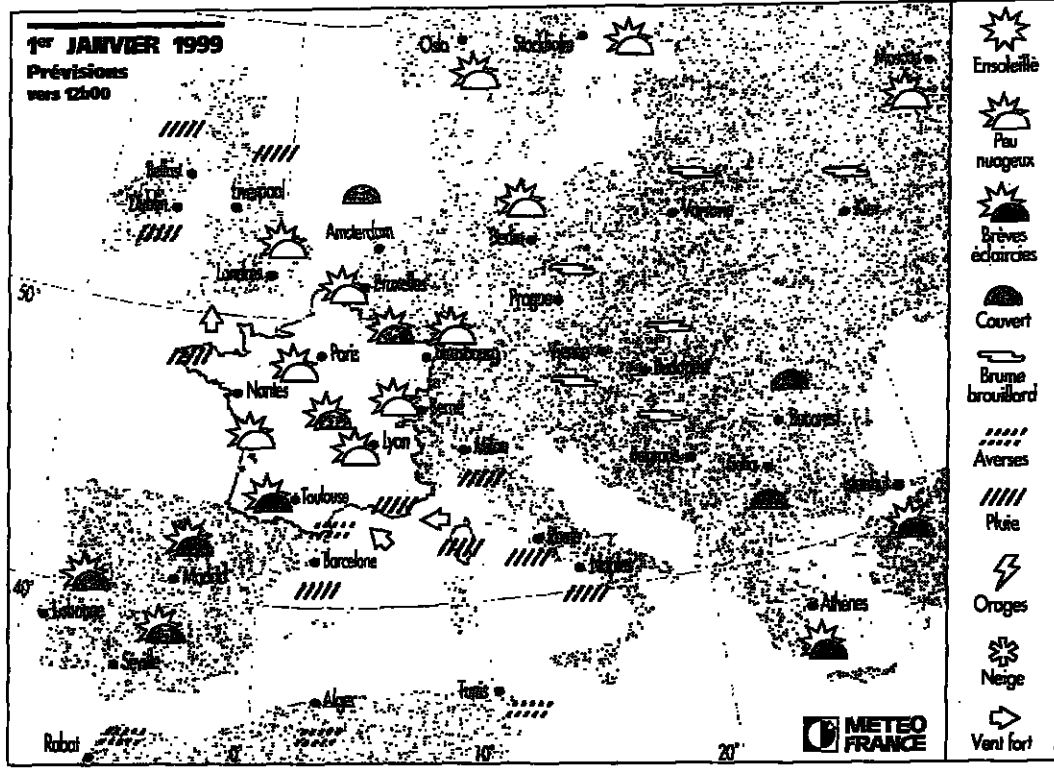 1er JANVIER 1999
Prévisions
vers 12h00
Oslo
Stockholm
Moscou
Belfast
Dublin
Liverpool
Amsterdam
Berlin
Varsovie
Kiev
Londres
Bruxelles
Prague
50°
Paris
Strasbourg
Vienne
Budapest
Nantes
Berne
Bucarest
Lyon
Milan
Belgrade
Sofia
Istanbul
Toulouse
Barcelone
Rome
Naples
Madrid
40°
Lisbonne
Athènes
Séville
Alger
Tunis
Rabat
0°
10°
20°
METEO
FRANCE
Ensoleillé
Peu
nuageux
Brèves
éclaircies
Couvert
Brume
brouillard
Averses
Pluie
Orages
Neige
Vent fort